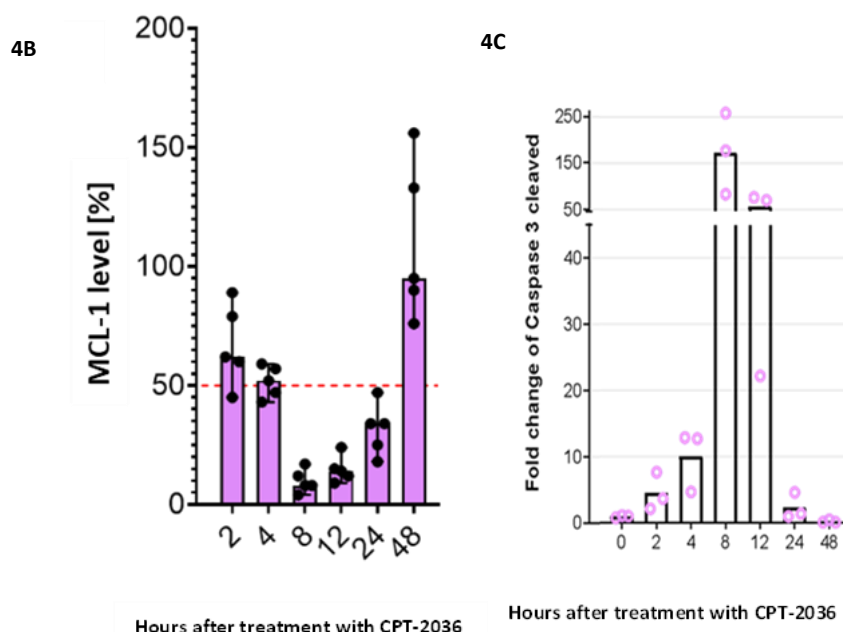 4B
MCL-1 level [%]
200
150
100
50
0
2 4 8 12 24 48
Hours after treatment with CPT-2036
4C
Fold change of Caspase 3 cleaved
250
150
50
40
30
20
10
0
0 2 4 8 12 24 48
Hours after treatment with CPT-2036